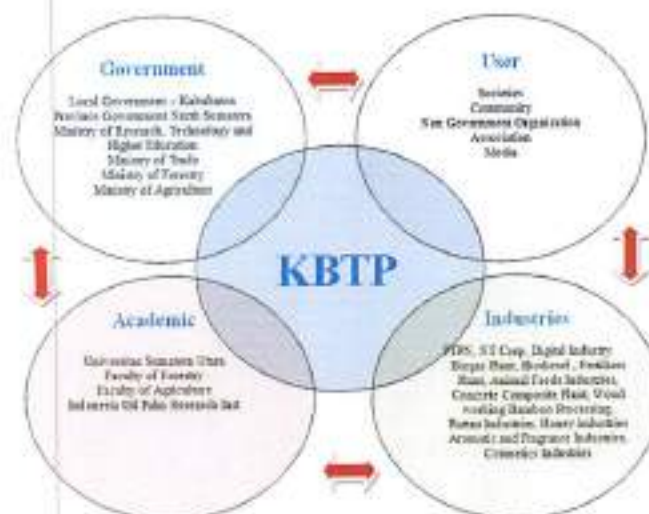 Government
Local Government -
Province Government North Sumatera
Ministry of Research, Technology and
Higher Education
Ministry of Trade
Ministry of Forestry
Ministry of Agriculture
User
Societies
Community
Non Government Organization
Association
Media
KBTP
Academic
Universitas Sumatera Utara
Faculty of Forestry
Faculty of Agriculture
Indonesia Oil Palm Research Inst
Industries
Corp, Digital Industry
Biogas Plant, Biodiesel, Fertilizer
Plant, Animal Feeds Industries,
Concrete Composite Plant, Wood
working Bamboo Processing,
Rattan Industries, Honey Industries
Aromatic and Fragrance Industries,
Cosmetics Industries